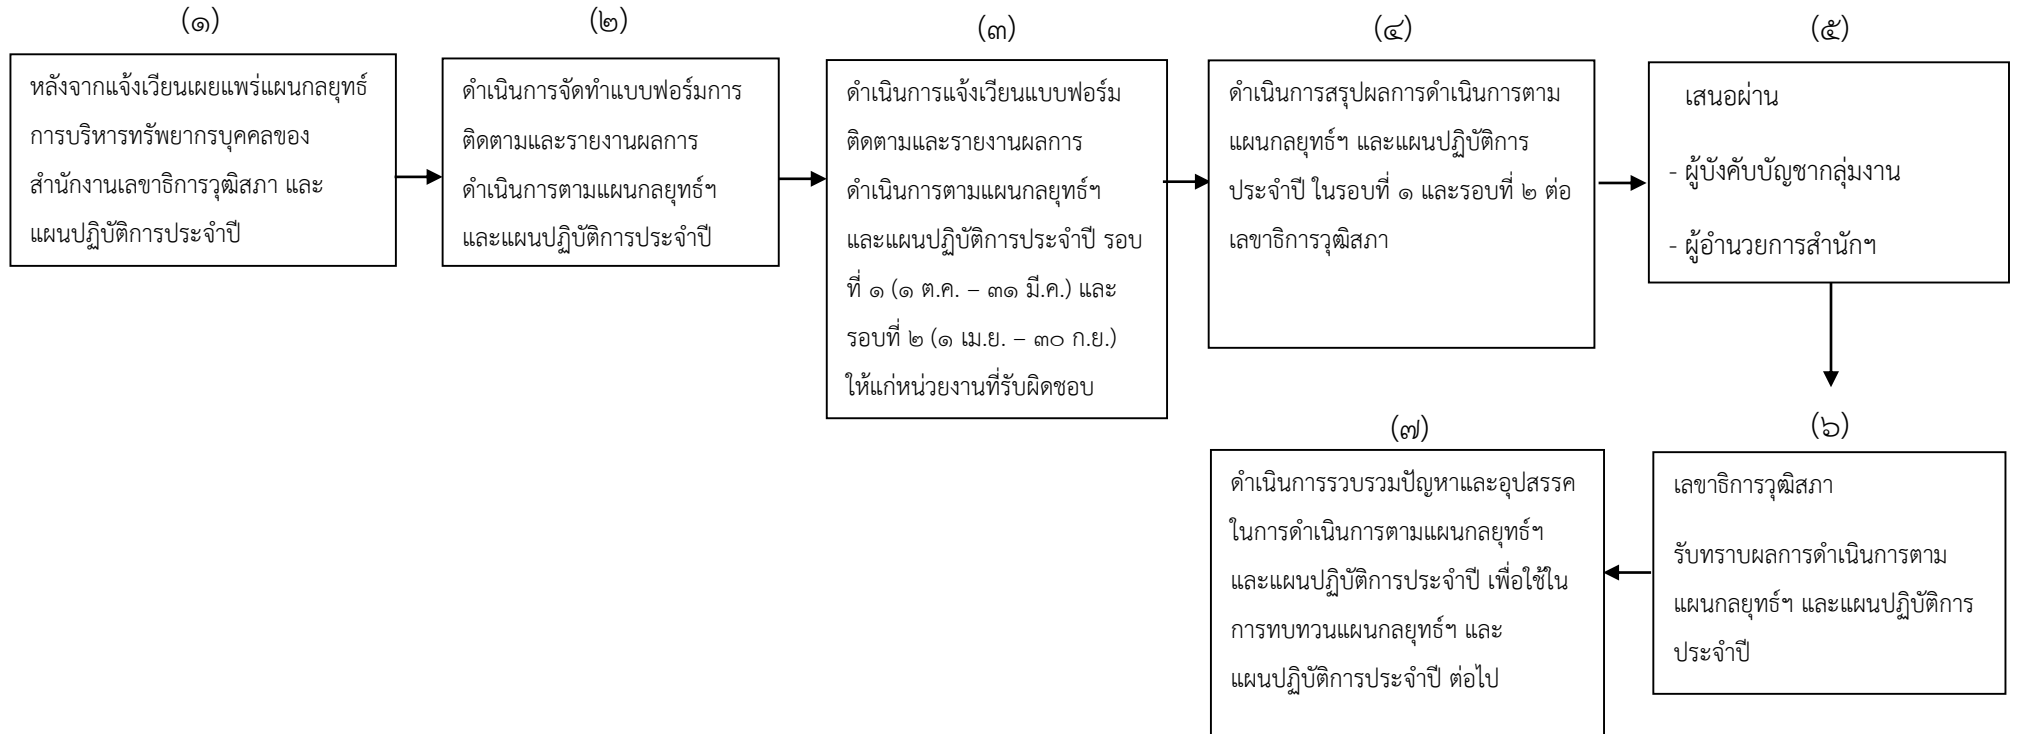 (๑)
หลังจากแจ้งเวียนเผยแพร่แผนกลยุทธ์
การบริหารทรัพยากรบุคคลของ
สำนักงานเลขาธิการวุฒิสภา และ
แผนปฏิบัติการประจำปี
(๒)
ดำเนินการจัดทำแบบฟอร์มการ
ติดตามและรายงานผลการ
ดำเนินการตามแผนกลยุทธ์ฯ
และแผนปฏิบัติการประจำปี
(๓)
ดำเนินการแจ้งเวียนแบบฟอร์ม
ติดตามและรายงานผลการ
ดำเนินการตามแผนกลยุทธ์ฯ
และแผนปฏิบัติการประจำปี รอบ
ที่ ๑ (๑ ต.ค. – ๓๑ มี.ค.) และ
รอบที่ ๒ (๑ เม.ย. – ๓๐ ก.ย.)
ให้แก่หน่วยงานที่รับผิดชอบ
(๔)
ดำเนินการสรุปผลการดำเนินการตาม
แผนกลยุทธ์ฯ และแผนปฏิบัติการ
ประจำปี ในรอบที่ ๑ และรอบที่ ๒ ต่อ
เลขาธิการวุฒิสภา
(๕)
เสนอผ่าน
- ผู้บังคับบัญชากลุ่มงาน
- ผู้อำนวยการสำนักฯ
(๖)
เลขาธิการวุฒิสภา
รับทราบผลการดำเนินการตาม
แผนกลยุทธ์ฯ และแผนปฏิบัติการ
ประจำปี
(๗)
ดำเนินการรวบรวมปัญหาและอุปสรรค
ในการดำเนินการตามแผนกลยุทธ์ฯ
และแผนปฏิบัติการประจำปี เพื่อใช้ใน
การทบทวนแผนกลยุทธ์ฯ และ
แผนปฏิบัติการประจำปี ต่อไป